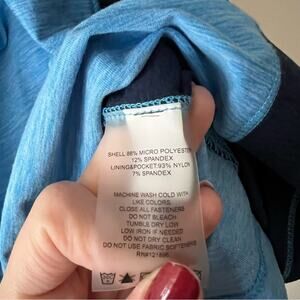 SHELL 88% MICRO POLYESTER
12% SPANDEX
LINING&POCKET:93% NYLON
7% SPANDEX
MACHINE WASH COLD WITH
LIKE COLORS,
CLOSE ALL FASTENERS
DO NOT BLEACH
TUMBLE DRY LOW
LOW IRON IF NEEDED
DO NOT DRY CLEAN
DO NOT USE FABRIC SOFTENERS
RN#121896